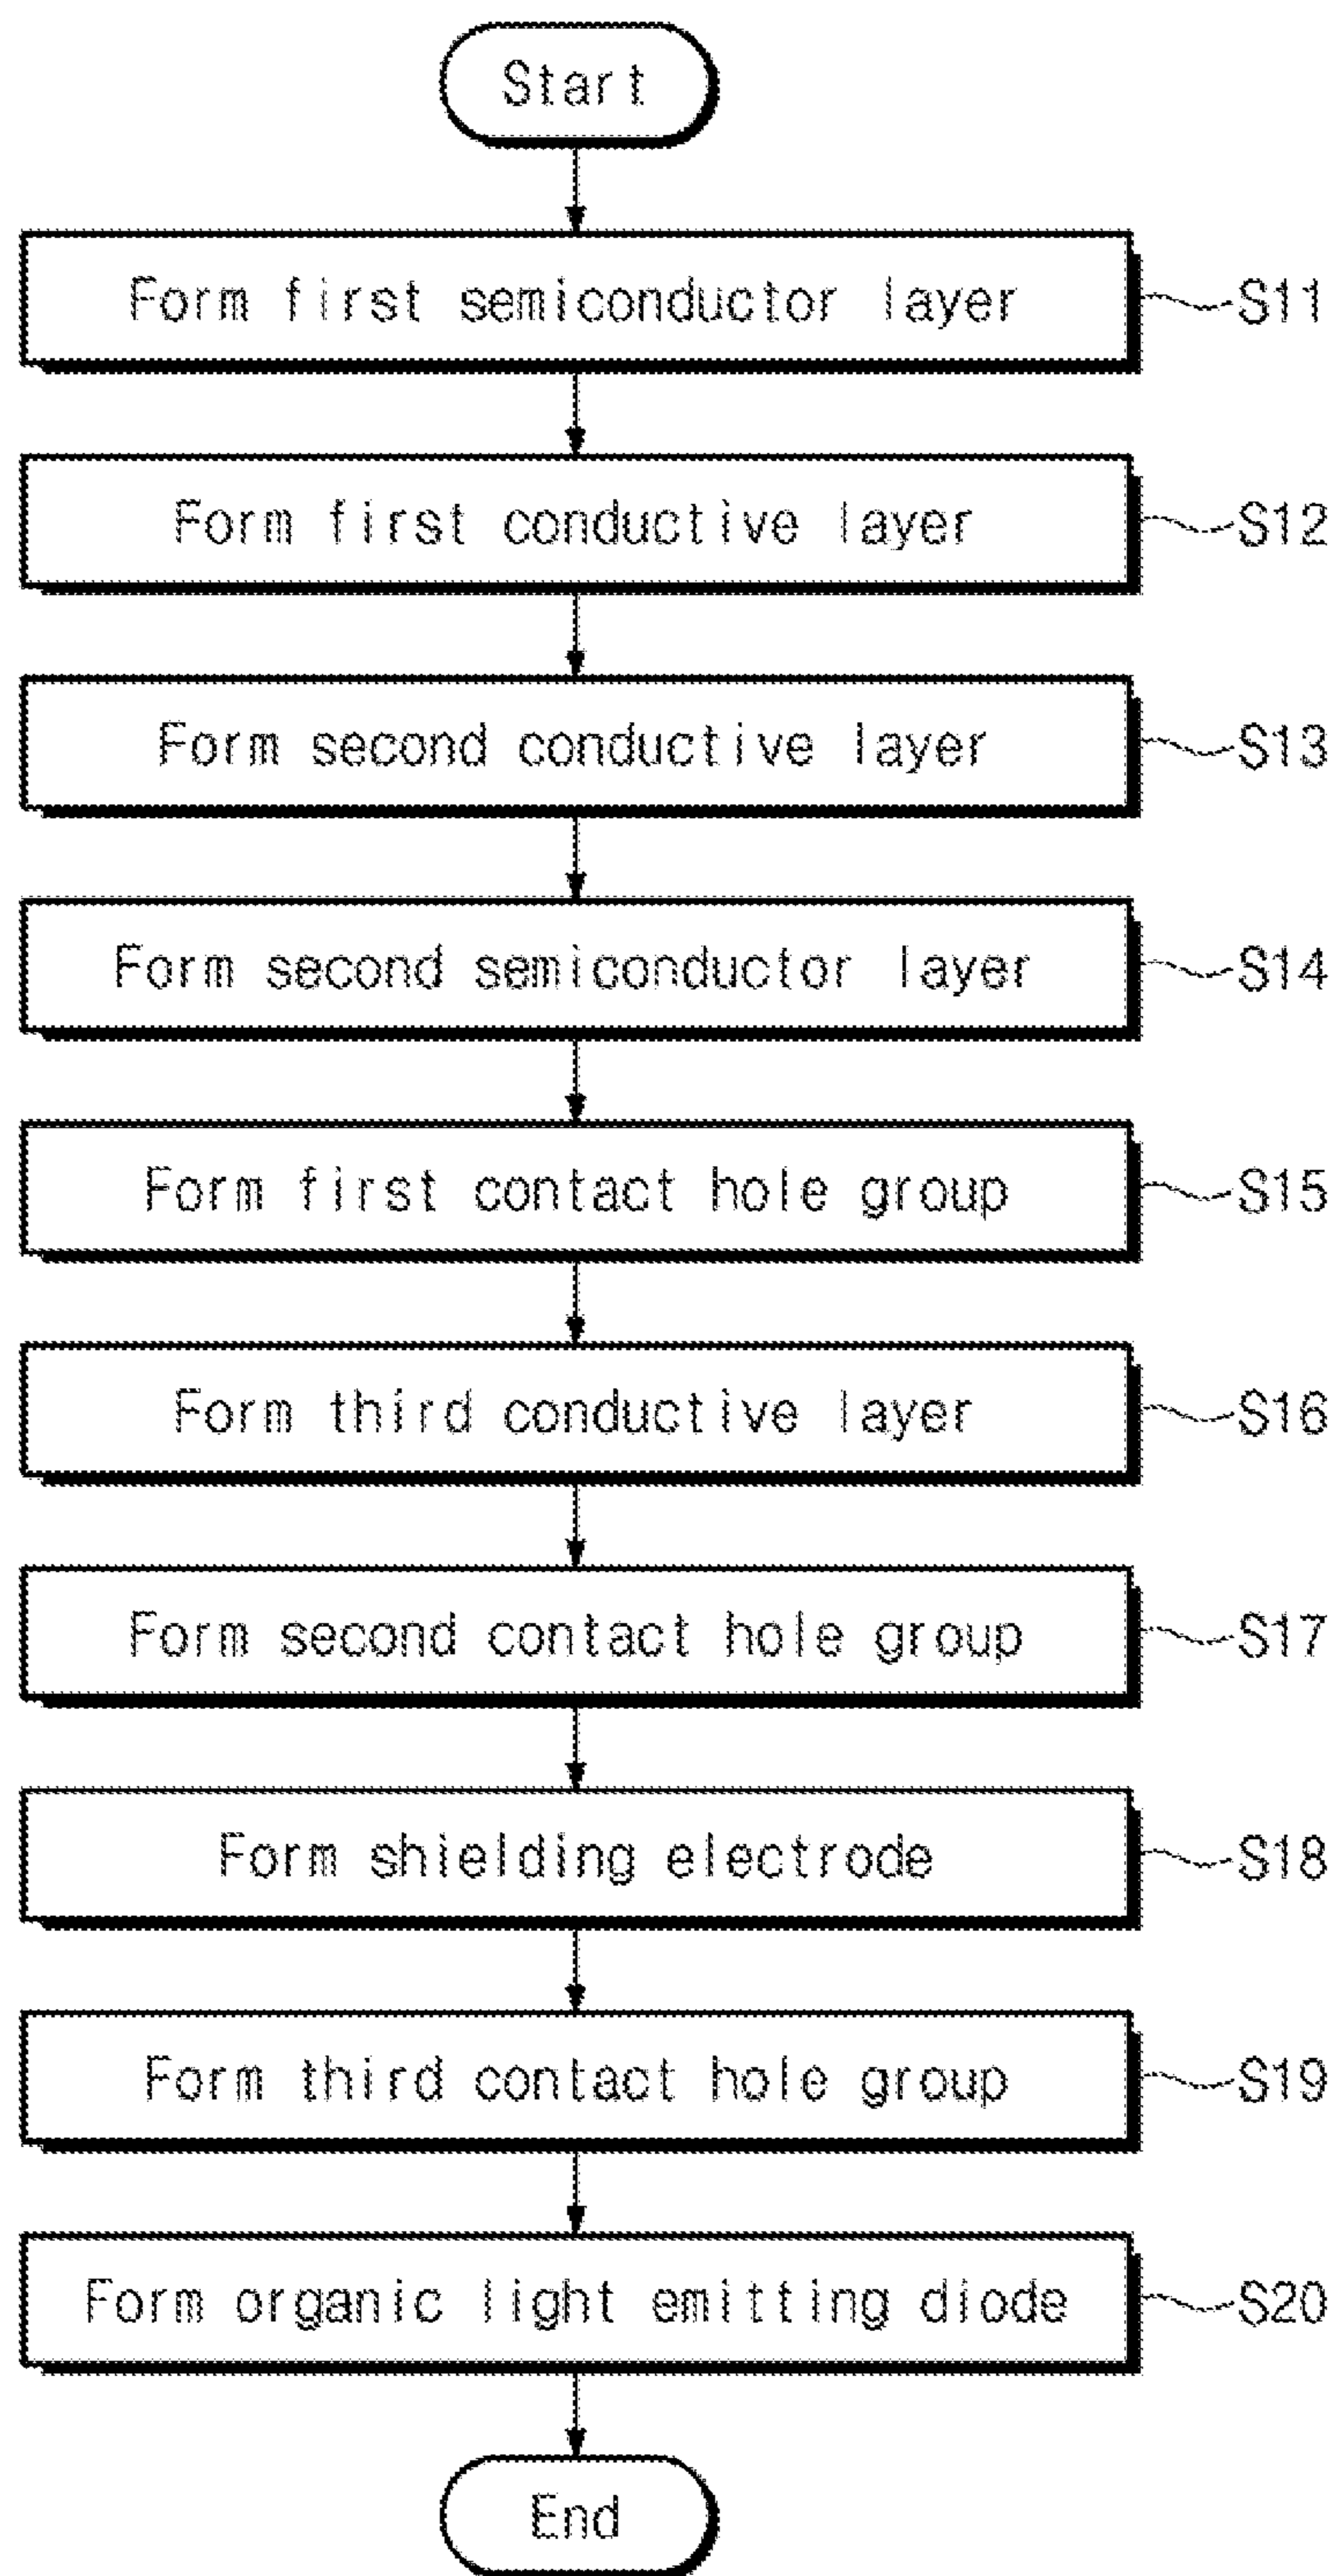 Start
Form first semiconductor layer S11
Form first conductive layer S12
Form second conductive layer S13
Form second semiconductor layer S14
Form first contact hole group S15
Form third conductive layer S16
Form second contact hole group S17
Form shielding electrode S18
Form third contact hole group S19
Form organic light emitting diode S20
End